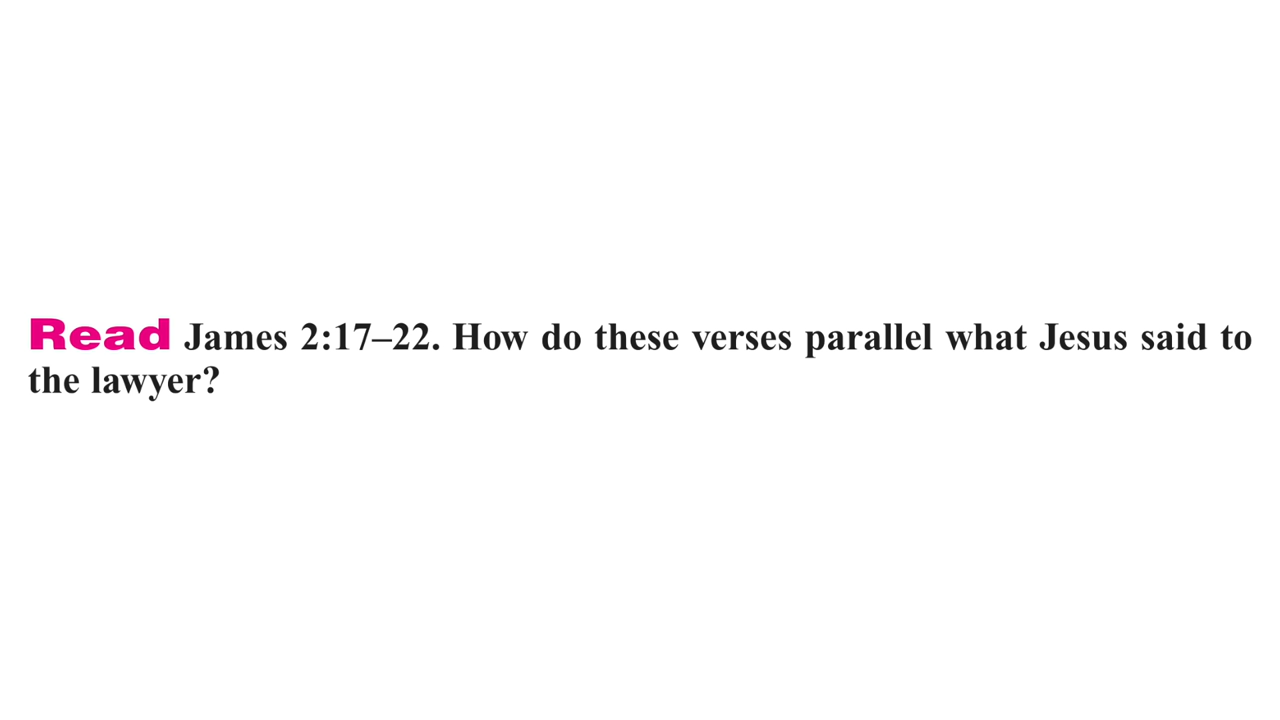 Read James 2:17–22. How do these verses parallel what Jesus said to
the lawyer?